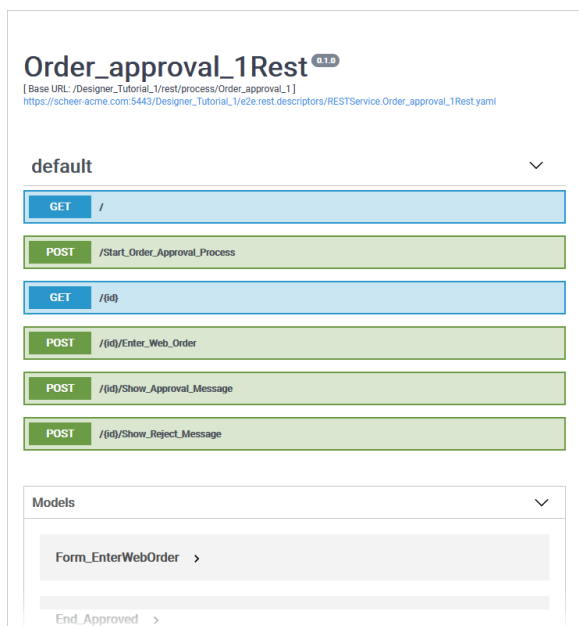 Order_approval_1Rest 0.1.0
[ Base URL: /Designer_Tutorial_1/rest/process/Order_approval_1 ]
https://scheer-acme.com:5443/Designer_Tutorial_1/e2e.rest.descriptors/RESTService.Order_approval_1Rest.yaml
default
GET /
POST /Start_Order_Approval_Process
GET /{id}
POST /{id}/Enter_Web_Order
POST /{id}/Show_Approval_Message
POST /{id}/Show_Reject_Message
Models
Form_EnterWebOrder
End_Approved